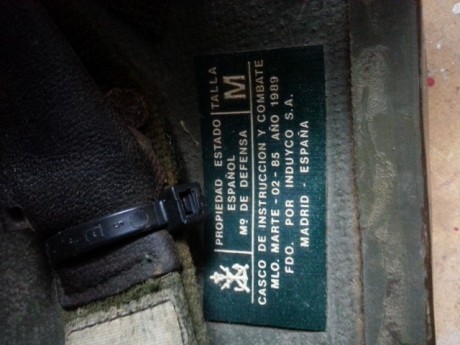 PROPIEDAD ESTADO
ESPAÑOL
Mº DE DEFENSA
TALLA
M
CASCO DE INSTRUCCION Y COMBATE
MLO. MARTE - 02 - 85 AÑO 1989
FDO. POR INDUYCO S.A.
MADRID - ESPAÑA